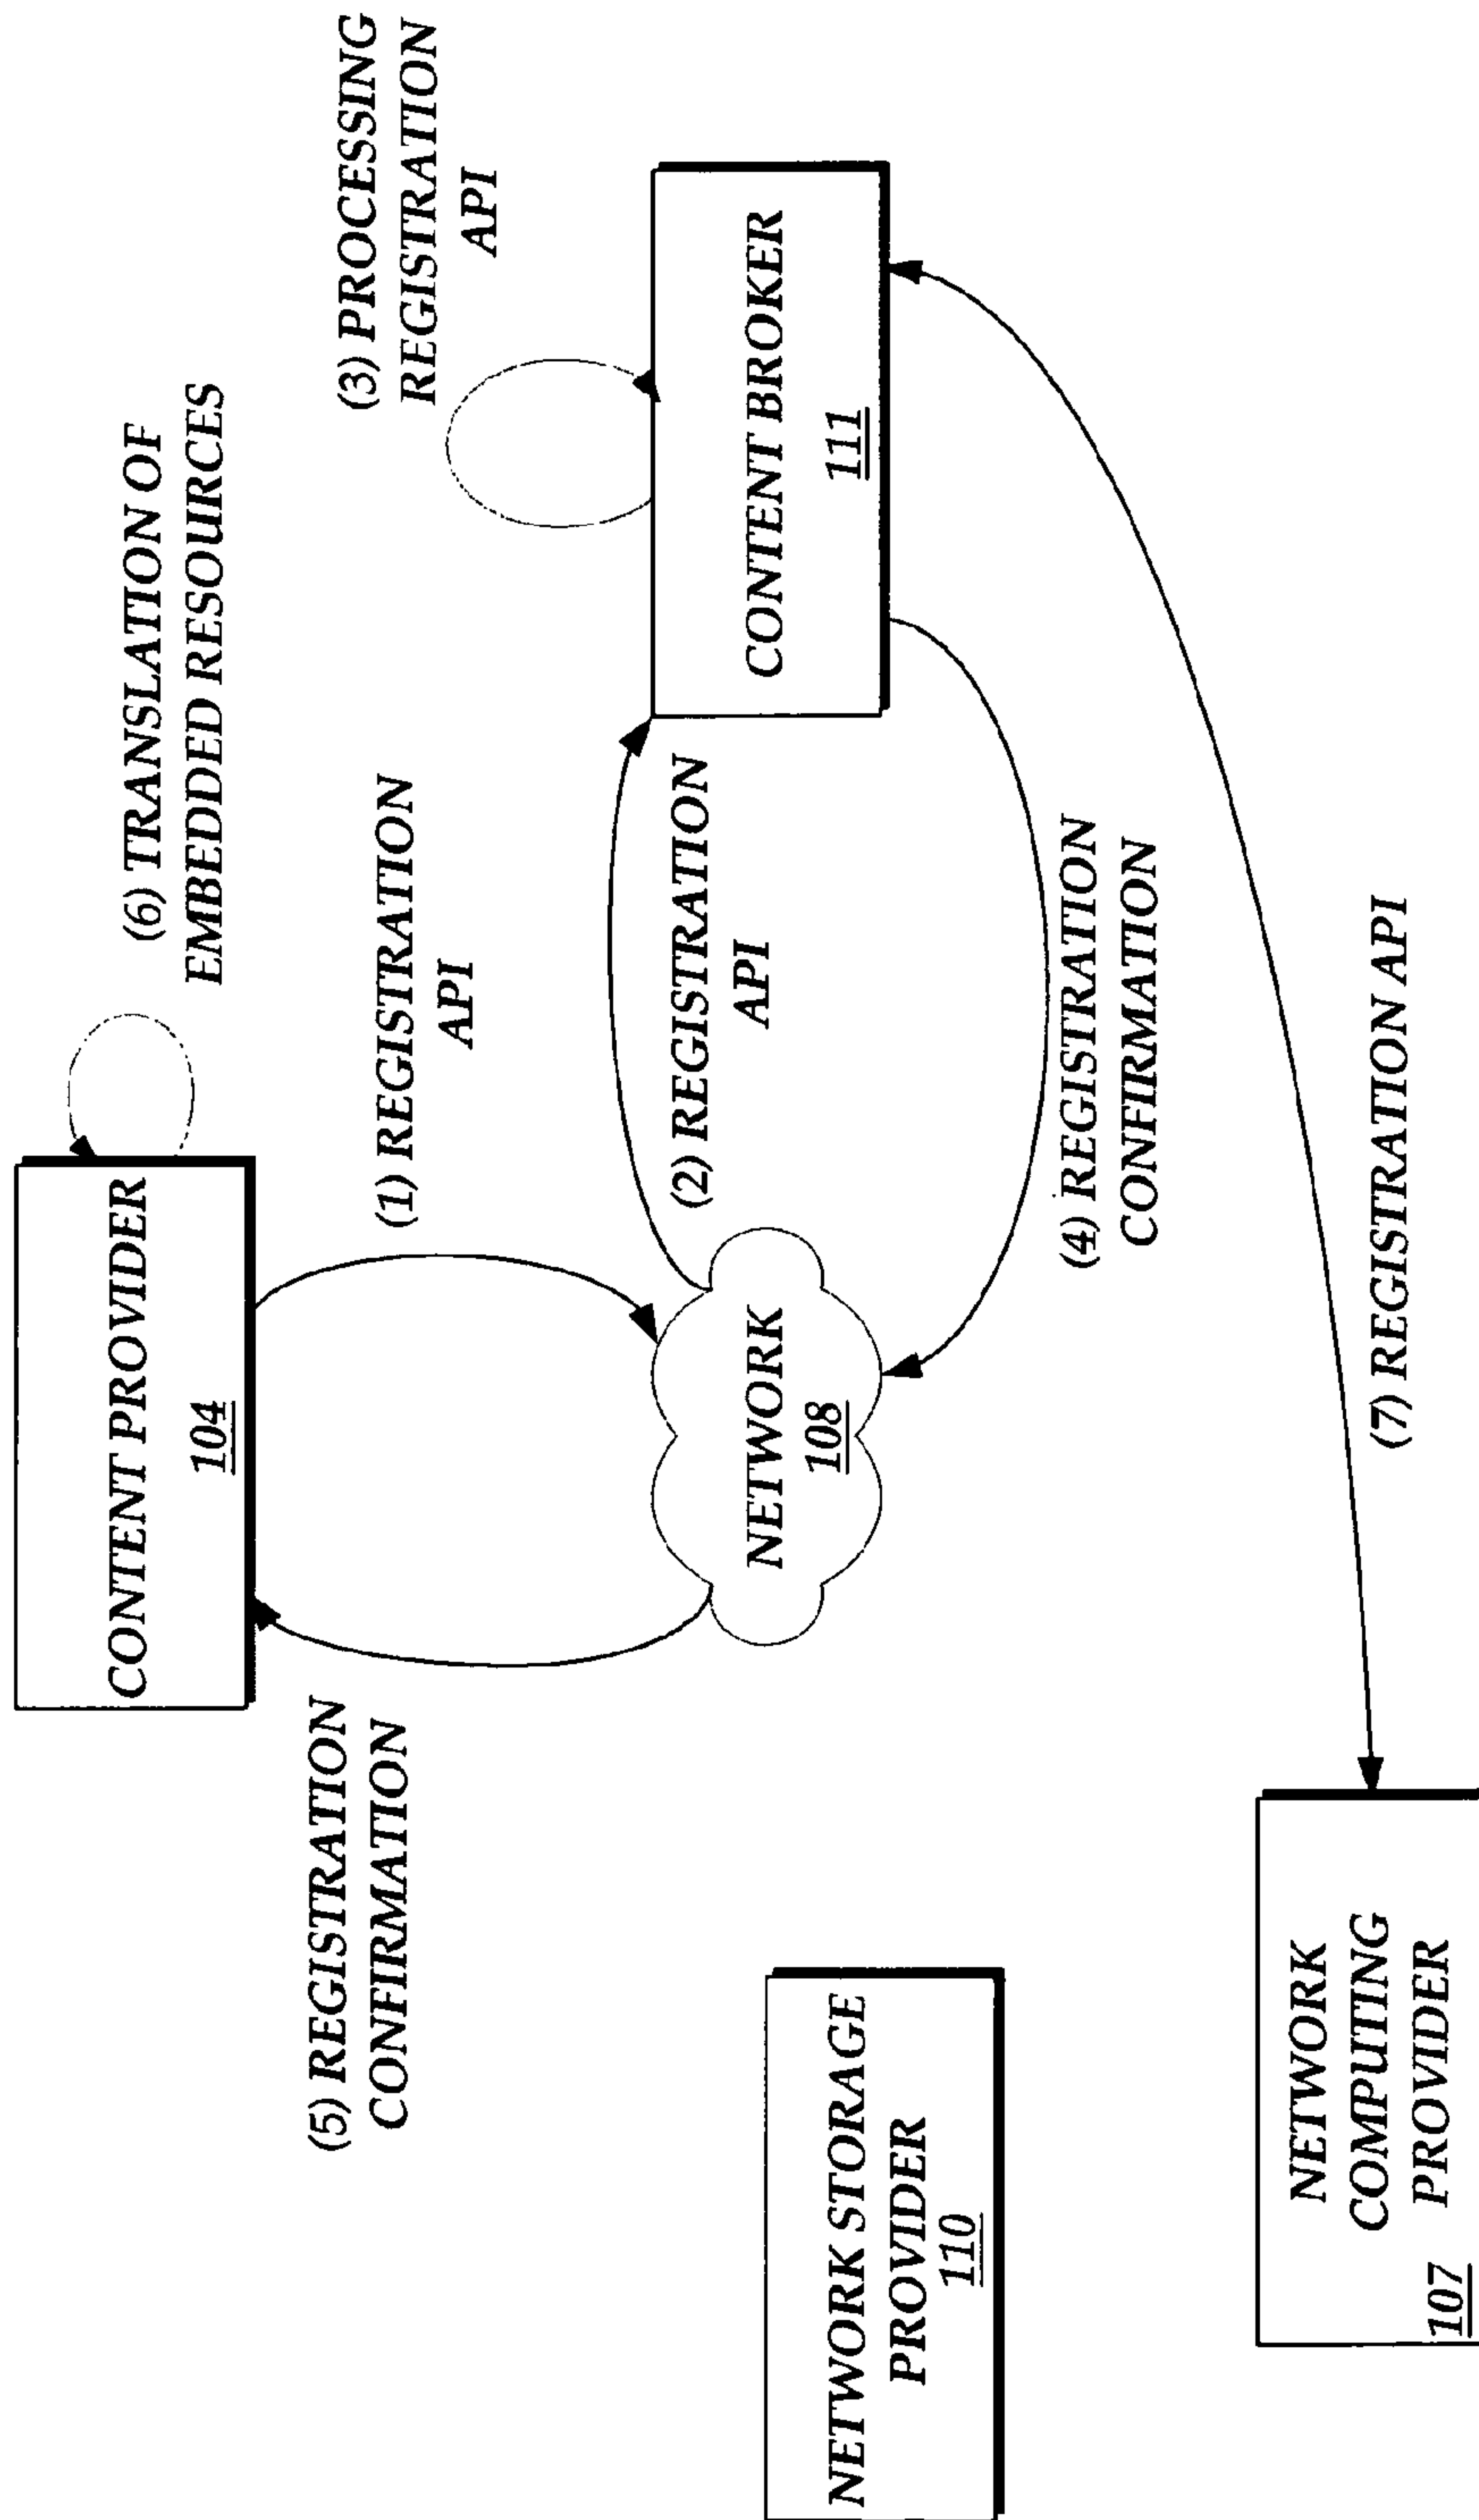 (6) TRANSLATION OF
EMBEDDED RESOURCES
(3) PROCESSING
REGISTRATION
API
CONTENT PROVIDER
104
(1) REGISTRATION
API
(5) REGISTRATION
CONFIRMATION
(2) REGISTRATION
API
CONTENT BROKER
111
NETWORK
108
NETWORK STORAGE
PROVIDER
110
(4) REGISTRATION
CONFIRMATION
(7) REGISTRATION API
NETWORK
COMPUTING
PROVIDER
107